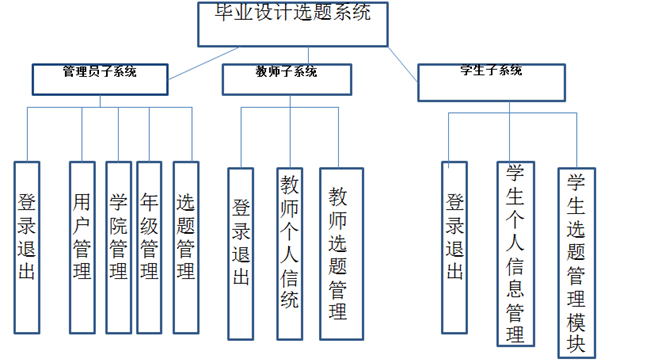 毕业设计选题系统
管理员子系统
教师子系统
学生子系统
登录退出
用户管理
学院管理
年级管理
选题管理
登录退出
教师个人信统
教师选题管理
登录退出
学生个人信息管理
学生选题管理模块